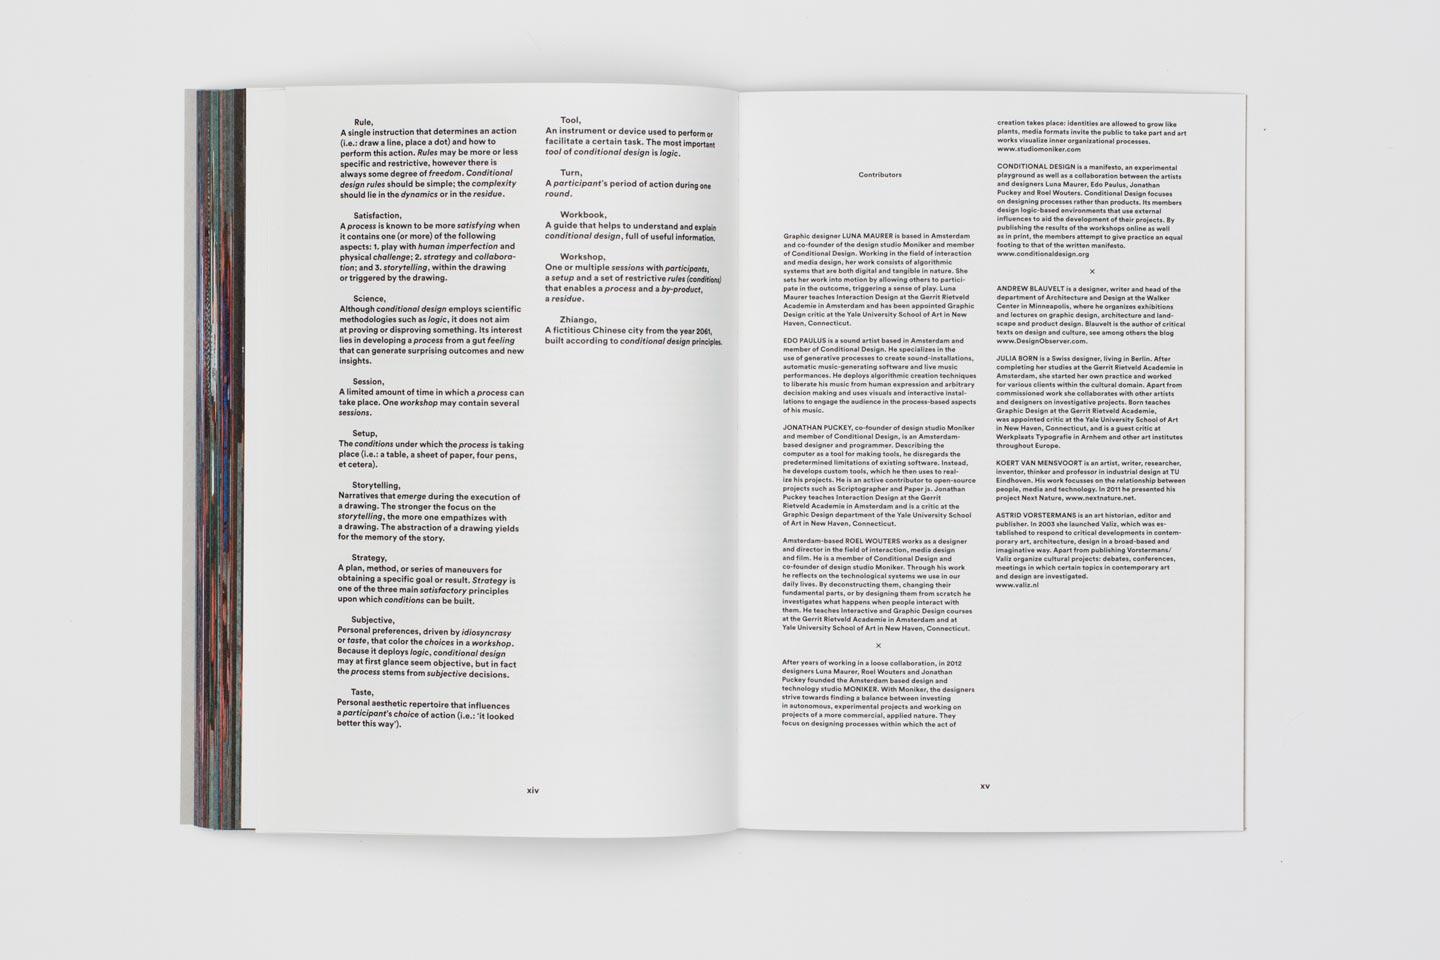 Rule,
A single instruction that determines an action
(i.e.: draw a line, place a dot) and how to
perform this action. Rules may be more or less
specific and restrictive, however there is
always some degree of freedom. Conditional
design rules should be simple; the complexity
should lie in the dynamics or in the residue.
Satisfaction,
A process is known to be more satisfying when
it contains one (or more) of the following
aspects: 1. play with human imperfection and
physical challenge; 2. strategy and collabora-
tion; and 3. storytelling, within the drawing
or triggered by the drawing.
Science,
Although conditional design employs scientific
methodologies such as logic, it does not aim
at proving or disproving something. Its interest
lies in developing a process from a gut feeling
that can generate surprising outcomes and new
insights.
Session,
A limited amount of time in which a process can
take place. One workshop may contain several
sessions.
Setup,
The conditions under which the process is taking
place (i.e.: a table, a sheet of paper, four pens,
et cetera).
Storytelling,
Narratives that emerge during the execution of
a drawing. The stronger the focus on the
storytelling, the more one empathizes with
a drawing. The abstraction of a drawing yields
for the memory of the story.
Strategy,
A plan, method, or series of maneuvers for
obtaining a specific goal or result. Strategy is
one of the three main satisfactory principles
upon which conditions can be built.
Subjective,
Personal preferences, driven by idiosyncrasy
or taste, that color the choices in a workshop.
Because it deploys logic, conditional design
may at first glance seem objective, but in fact
the process stems from subjective decisions.
Taste,
Personal aesthetic repertoire that influences
a participant's choice of action (i.e.: 'it looked
better this way').
Tool,
An instrument or device used to perform or
facilitate a certain task. The most important
tool of conditional design is logic.
Turn,
A participant's period of action during one
round.
Workbook,
A guide that helps to understand and explain
conditional design, full of useful information.
Workshop,
One or multiple sessions with participants,
a setup and a set of restrictive rules (conditions)
that enables a process and a by-product,
a residue.
Zhiango,
A fictitious Chinese city from the year 2061,
built according to conditional design principles.
xiv
Contributors
Graphic designer LUNA MAURER is based in Amsterdam
and co-founder of the design studio Moniker and member
of Conditional Design. Working in the field of interaction
and media design, her work consists of algorithmic
systems that are both digital and tangible in nature. She
sets her work into motion by allowing others to partici-
pate in the outcome, triggering a sense of play. Luna
Maurer teaches Interaction Design at the Gerrit Rietveld
Academie in Amsterdam and has been appointed Graphic
Design critic at the Yale University School of Art in New
Haven, Connecticut.
EDO PAULUS is a sound artist based in Amsterdam and
member of Conditional Design. He specializes in the
use of generative processes to create sound-installations,
automatic music-generating software and live music
performances. He deploys algorithmic creation techniques
to liberate his music from human expression and arbitrary
decision making and uses visuals and interactive instal-
lations to engage the audience in the process-based aspects
of his music.
JONATHAN PUCKEY, co-founder of design studio Moniker
and member of Conditional Design, is an Amsterdam-
based designer and programmer. Describing the
computer as a tool for making tools, he disregards the
predetermined limitations of existing software. Instead,
he develops custom tools, which he then uses to real-
ize his projects. He is an active contributor to open-source
projects such as Scriptographer and Paper js. Jonathan
Puckey teaches Interaction Design at the Gerrit
Rietveld Academie in Amsterdam and is a critic at the
Graphic Design department of the Yale University School
of Art in New Haven, Connecticut.
Amsterdam-based ROEL WOUTERS works as a designer
and director in the field of interaction, media design
and film. He is a member of Conditional Design and
co-founder of design studio Moniker. Through his work
he reflects on the technological systems we use in our
daily lives. By deconstructing them, changing their
fundamental parts, or by designing them from scratch he
investigates what happens when people interact with
them. He teaches Interactive and Graphic Design courses
at the Gerrit Rietveld Academie in Amsterdam and at
Yale University School of Art in New Haven, Connecticut.
×
After years of working in a loose collaboration, in 2012
designers Luna Maurer, Roel Wouters and Jonathan
Puckey founded the Amsterdam based design and
technology studio MONIKER. With Moniker, the designers
strive towards finding a balance between investing
in autonomous, experimental projects and working on
projects of a more commercial, applied nature. They
focus on designing processes within which the act of
creation takes place: identities are allowed to grow like
plants, media formats invite the public to take part and art
works visualize inner organizational processes.
www.studiomoniker.com
CONDITIONAL DESIGN is a manifesto, an experimental
playground as well as a collaboration between the artists
and designers Luna Maurer, Edo Paulus, Jonathan
Puckey and Roel Wouters. Conditional Design focuses
on designing processes rather than products. Its members
design logic-based environments that use external
influences to aid the development of their projects. By
publishing the results of the workshops online as well
as in print, the members attempt to give practice an equal
footing to that of the written manifesto.
www.conditionaldesign.org
×
ANDREW BLAUVELT is a designer, writer and head of the
department of Architecture and Design at the Walker
Center in Minneapolis, where he organizes exhibitions
and lectures on graphic design, architecture and land-
scape and product design. Blauvelt is the author of critical
texts on design and culture, see among others the blog
www.DesignObserver.com.
JULIA BORN is a Swiss designer, living in Berlin. After
completing her studies at the Gerrit Rietveld Academie in
Amsterdam, she started her own practice and worked
for various clients within the cultural domain. Apart from
commissioned work she collaborates with other artists
and designers on investigative projects. Born teaches
Graphic Design at the Gerrit Rietveld Academie,
was appointed critic at the Yale University School of Art
in New Haven, Connecticut, and is a guest critic at
Werkplaats Typografie in Arnhem and other art institutes
throughout Europe.
KOERT VAN MENSVOORT is an artist, writer, researcher,
inventor, thinker and professor in industrial design at TU
Eindhoven. His work focusses on the relationship between
people, media and technology. In 2011 he presented his
project Next Nature, www.nextnature.net.
ASTRID VORSTERMANS is an art historian, editor and
publisher. In 2003 she launched Valiz, which was es-
tablished to respond to critical developments in contem-
porary art, architecture, design in a broad-based and
imaginative way. Apart from publishing Vorstermans/
Valiz organize cultural projects: debates, conferences,
meetings in which certain topics in contemporary art
and design are investigated.
www.valiz.nl
xv